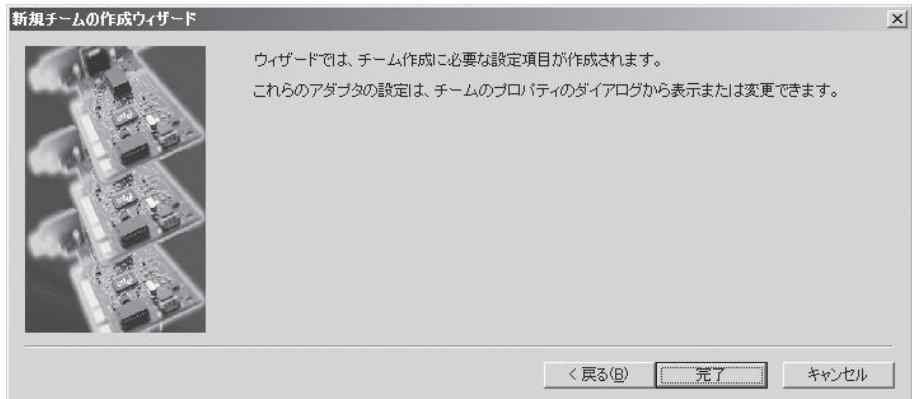 新規チームの作成ウィザード
ウィザードでは、チーム作成に必要な設定項目が作成されます。
これらのアダプタの設定は、チームのプロパティのダイアログから表示または変更できます。
intel
intel
intel
< 戻る(B)
完了
キャンセル